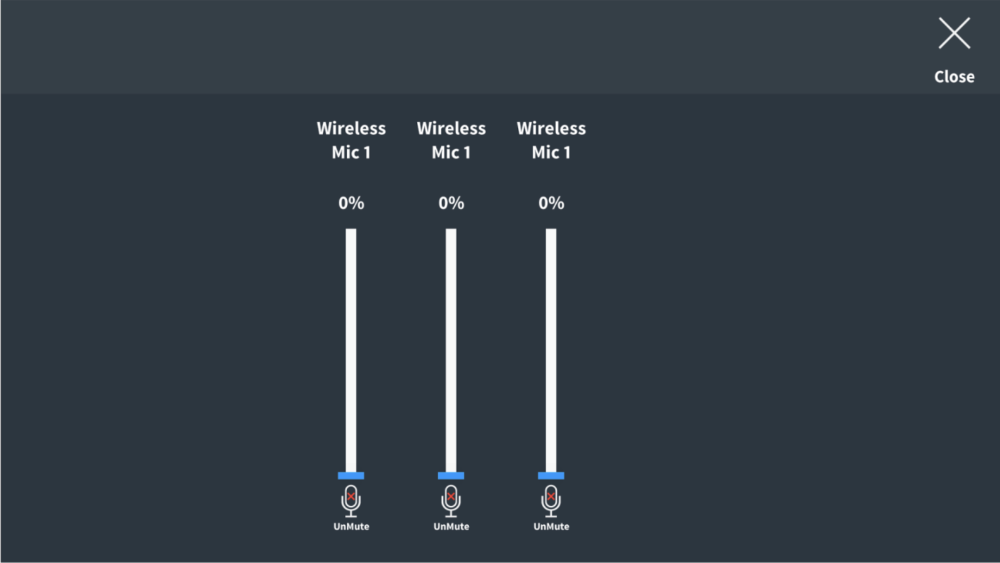 Close
Wireless Wireless Wireless
Mic 1 Mic 1 Mic 1
0% 0% 0%
UnMute UnMute UnMute